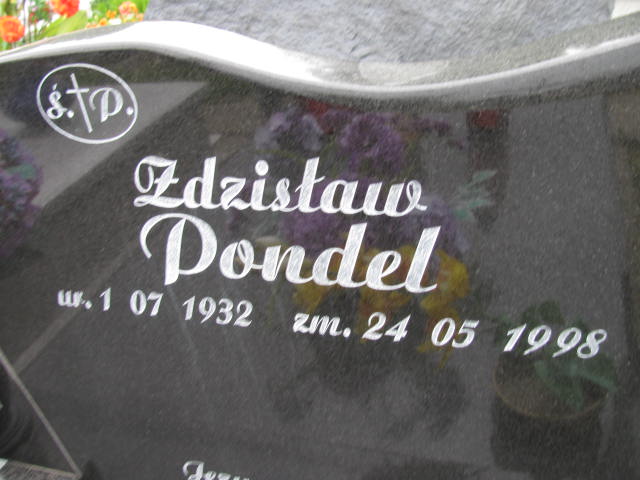 ś. P.
Zdzisław
Pondel
ur. 1 07 1932 zm. 24 05 1998